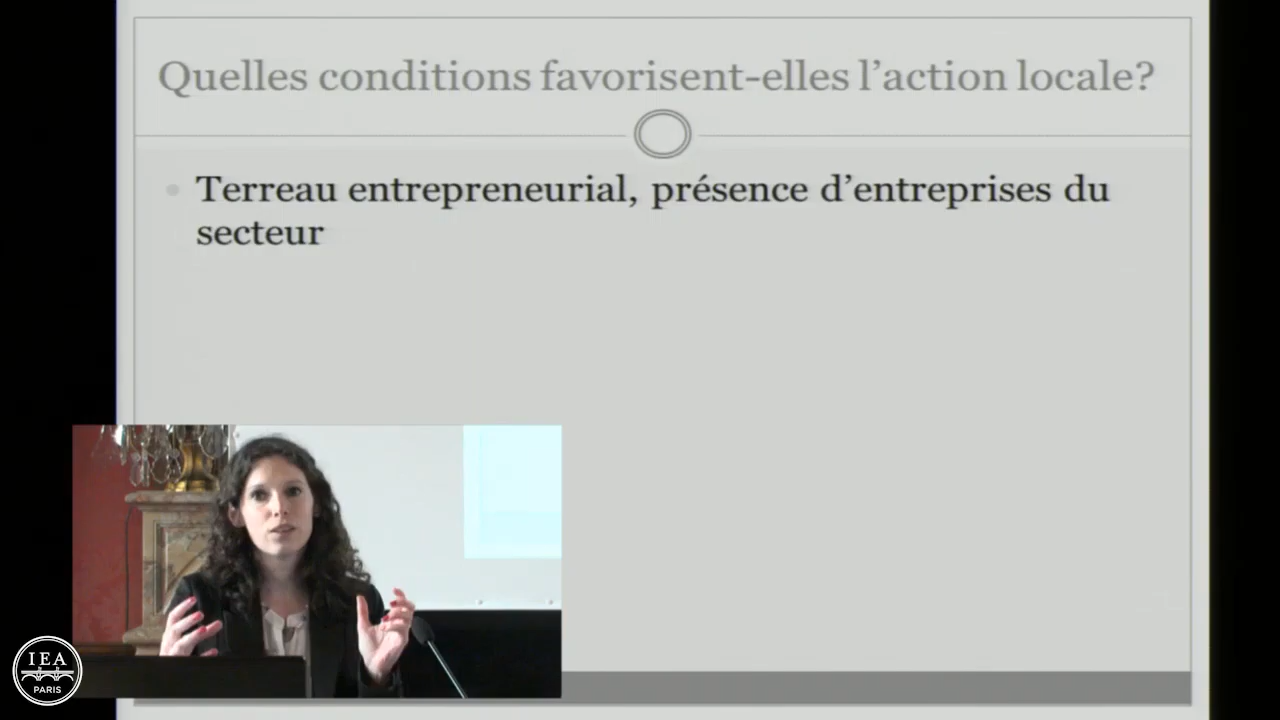 Quelles conditions favorisent-elles l’action locale?
Terreau entrepreneurial, présence d’entreprises du
secteur
IEA
PARIS